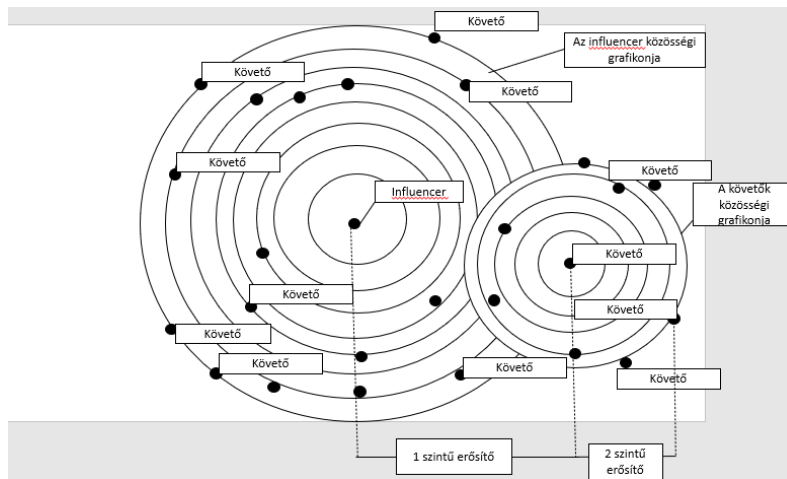 Követő
Az influencer közösségi
grafikonja
Követő
Követő
Követő
Követő
Influencer
A követők
közösségi
grafikonja
Követő
Követő
Követő
Követő
Követő
Követő
Követő
1 szintű erősítő
2 szintű
erősítő